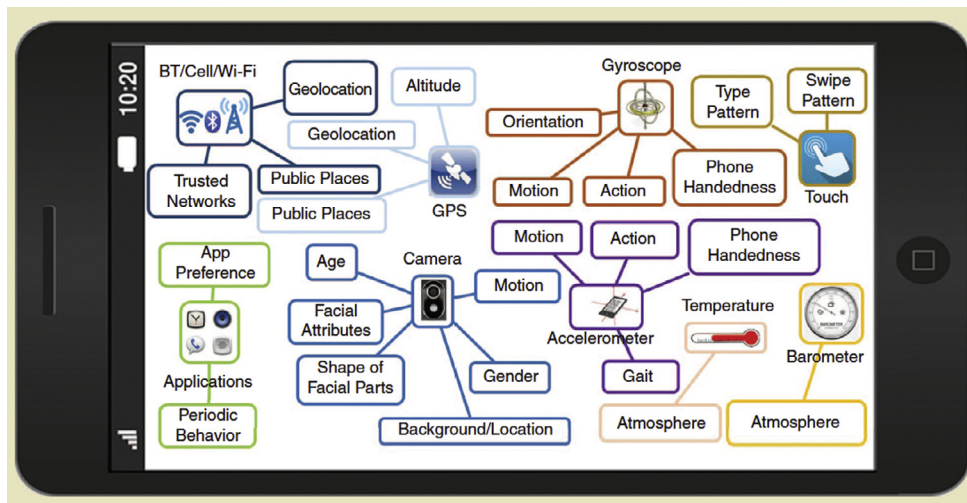 10:20
BT/Cell/Wi-Fi
Geolocation
Trusted
Networks
Public Places
Altitude
Geolocation
Public Places
GPS
Gyroscope
Orientation
Motion
Action
Phone
Handedness
Type
Pattern
Swipe
Pattern
Touch
App
Preference
Applications
Periodic
Behavior
Camera
Age
Facial
Attributes
Shape of
Facial Parts
Motion
Gender
Background/Location
Motion
Action
Phone
Handedness
Accelerometer
Gait
Temperature
Atmosphere
Barometer
Atmosphere